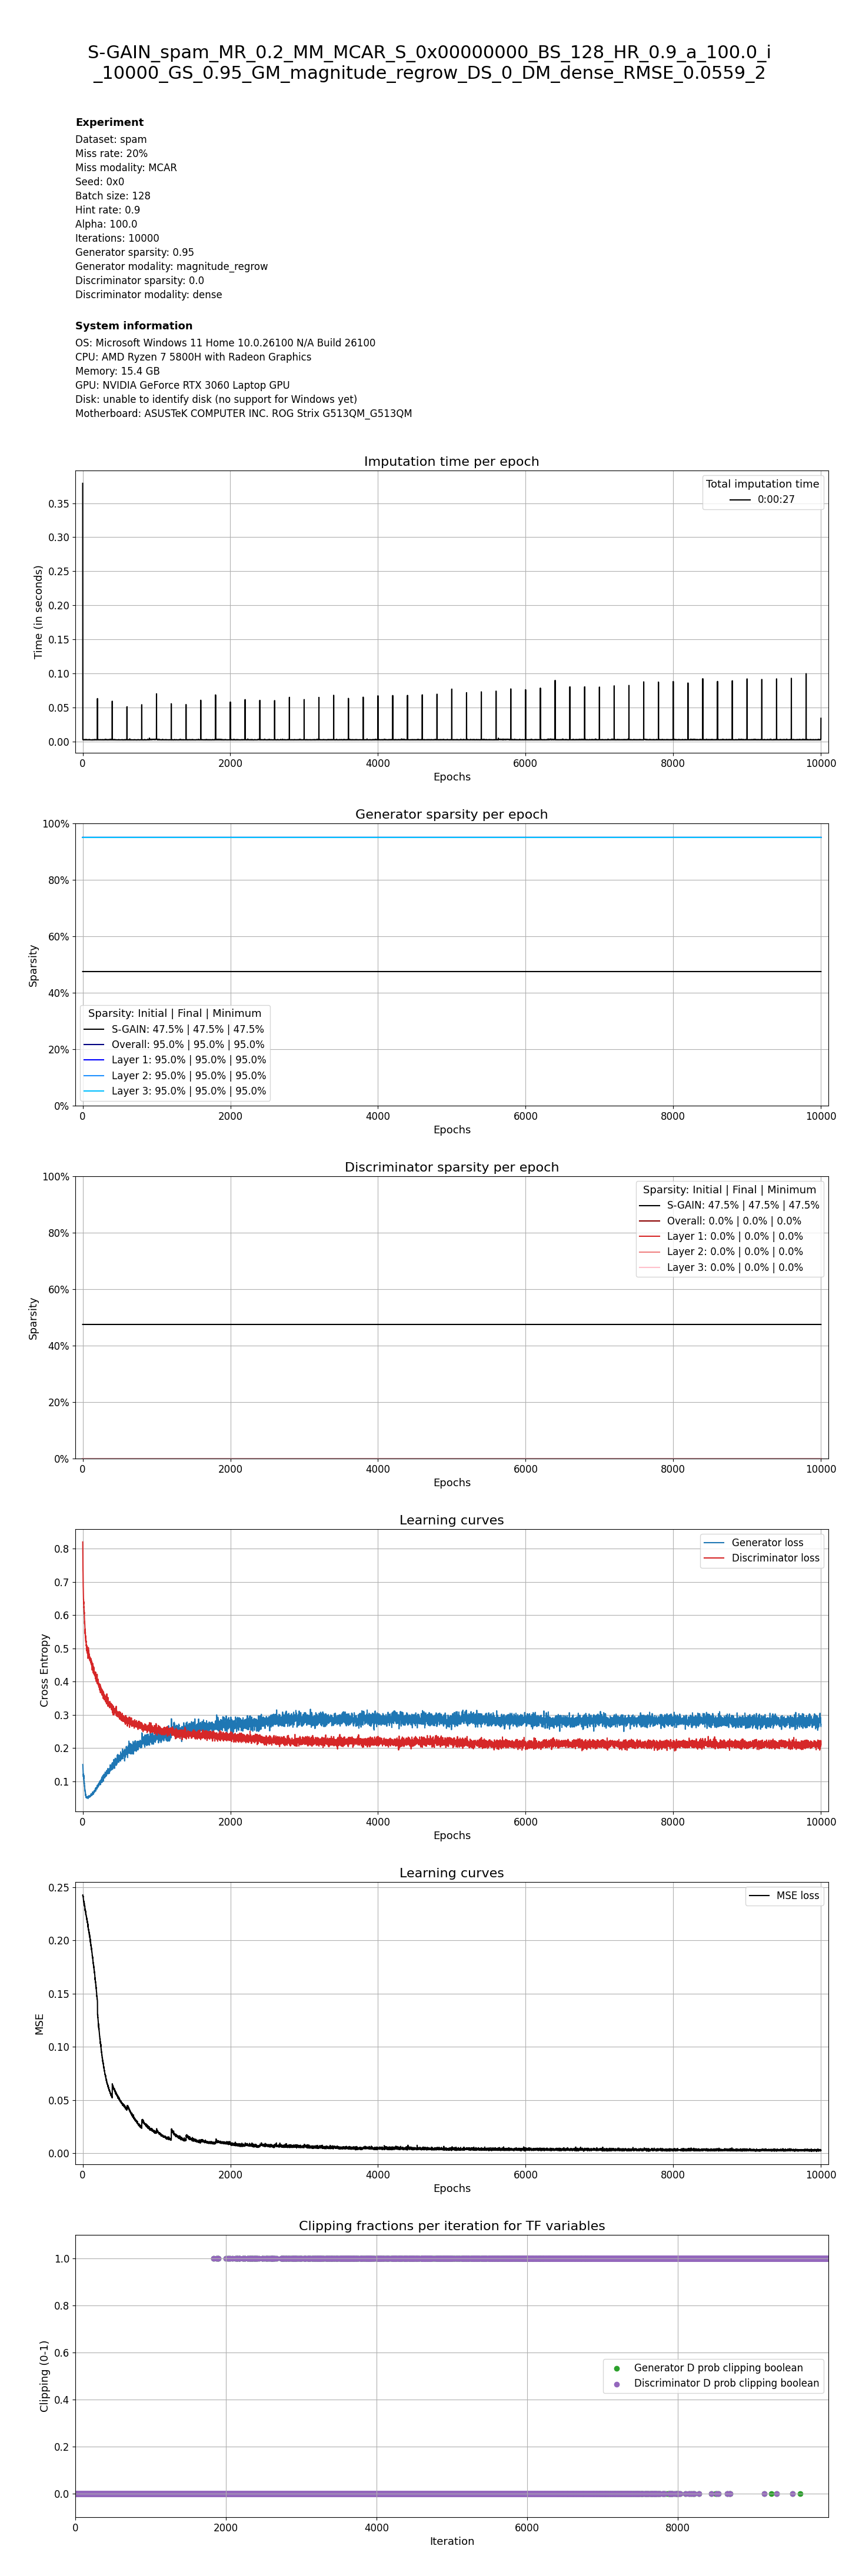 S-GAIN_spam_MR_0.2_MM_MCAR_S_0x00000000_BS_128_HR_0.9_a_100.0_i
_10000_GS_0.95_GM_magnitude_regrow_DS_0_DM_dense_RMSE_0.0559_2
Experiment
Dataset: spam
Miss rate: 20%
Miss modality: MCAR
Seed: 0x0
Batch size: 128
Hint rate: 0.9
Alpha: 100.0
Iterations: 10000
Generator sparsity: 0.95
Generator modality: magnitude_regrow
Discriminator sparsity: 0.0
Discriminator modality: dense
System information
OS: Microsoft Windows 11 Home 10.0.26100 N/A Build 26100
CPU: AMD Ryzen 7 5800H with Radeon Graphics
Memory: 15.4 GB
GPU: NVIDIA GeForce RTX 3060 Laptop GPU
Disk: unable to identify disk (no support for Windows yet)
Motherboard: ASUSTeK COMPUTER INC. ROG Strix G513QM_G513QM
Imputation time per epoch
Total imputation time
0:00:27
0.35
0.30
0.25
0.20
0.15
0.10
0.05
0.00
Time (in seconds)
0 2000 4000 6000 8000 10000
Epochs
Generator sparsity per epoch
100%
80%
60%
40%
20%
0%
Sparsity
Sparsity: Initial | Final | Minimum
S-GAIN: 47.5% | 47.5% | 47.5%
Overall: 95.0% | 95.0% | 95.0%
Layer 1: 95.0% | 95.0% | 95.0%
Layer 2: 95.0% | 95.0% | 95.0%
Layer 3: 95.0% | 95.0% | 95.0%
0 2000 4000 6000 8000 10000
Epochs
Discriminator sparsity per epoch
100%
80%
60%
40%
20%
0%
Sparsity
Sparsity: Initial | Final | Minimum
S-GAIN: 47.5% | 47.5% | 47.5%
Overall: 0.0% | 0.0% | 0.0%
Layer 1: 0.0% | 0.0% | 0.0%
Layer 2: 0.0% | 0.0% | 0.0%
Layer 3: 0.0% | 0.0% | 0.0%
0 2000 4000 6000 8000 10000
Epochs
Learning curves
Generator loss
Discriminator loss
0.8
0.7
0.6
0.5
0.4
0.3
0.2
0.1
Cross Entropy
0 2000 4000 6000 8000 10000
Epochs
Learning curves
MSE loss
0.25
0.20
0.15
0.10
0.05
0.00
MSE
0 2000 4000 6000 8000 10000
Epochs
Clipping fractions per iteration for TF variables
1.0
0.8
0.6
0.4
0.2
0.0
Clipping (0-1)
Generator D prob clipping boolean
Discriminator D prob clipping boolean
0 2000 4000 6000 8000
Iteration